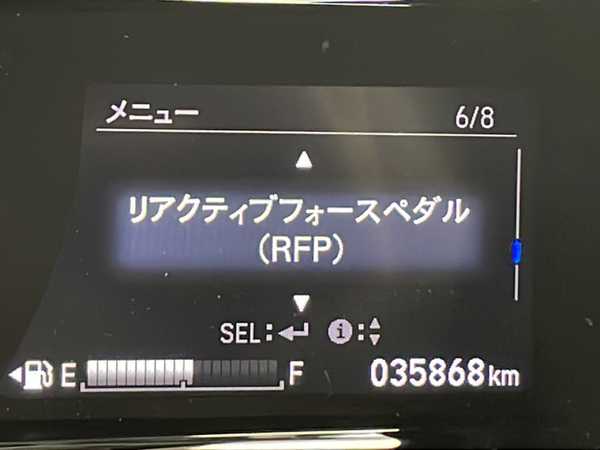 メニュー 6/8
リアクティブフォースペダル
(RFP)
SEL: i:
E F 035868km